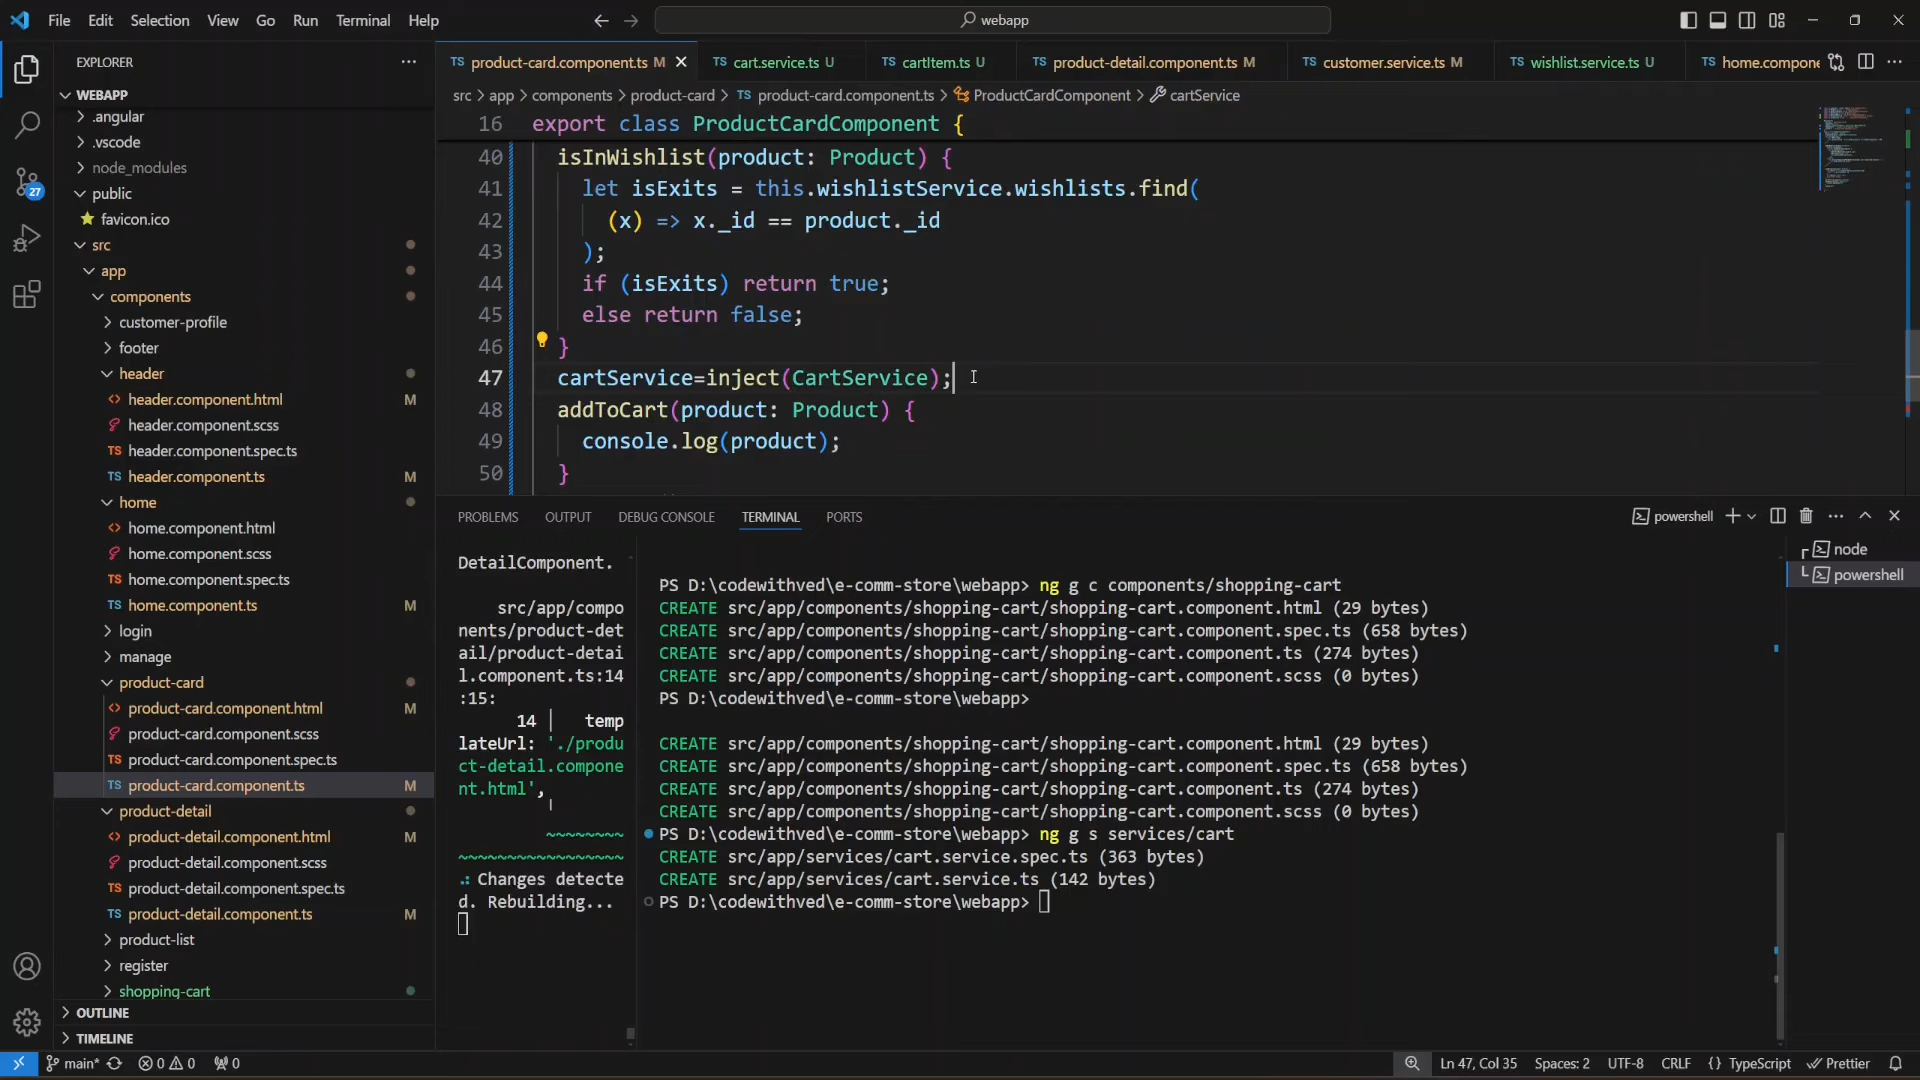 File Edit Selection View Go Run Terminal Help
webapp
EXPLORER
WEBAPP
.angular
.vscode
node_modules
public
favicon.ico
src
app
components
customer-profile
footer
header
header.component.html M
header.component.scss
header.component.spec.ts
header.component.ts M
home
home.component.html
home.component.scss
home.component.spec.ts
home.component.ts M
login
manage
product-card
product-card.component.html M
product-card.component.scss
product-card.component.spec.ts
product-card.component.ts M
product-detail
product-detail.component.html M
product-detail.component.scss
product-detail.component.spec.ts
product-detail.component.ts M
product-list
register
shopping-cart
OUTLINE
TIMELINE
27
TS product-card.component.ts M TS cart.service.ts U TS cartItem.ts U TS product-detail.component.ts M TS customer.service.ts M TS wishlist.service.ts U TS home.compone
src > app > components > product-card > TS product-card.component.ts > ProductCardComponent > cartService
16 export class ProductCardComponent {
40 isInWishlist(product: Product) {
41 let isExits = this.wishlistService.wishlists.find(
42 (x) => x._id == product._id
43 );
44 if (isExits) return true;
45 else return false;
46 }
47 cartService=inject(CartService);
48 addToCart(product: Product) {
49 console.log(product);
50 }
PROBLEMS OUTPUT DEBUG CONSOLE TERMINAL PORTS
powershell
DetailComponent.
src/app/compo
nents/product-det
ail/product-detai
l.component.ts:14
:15:
14 │ temp
lateUrl: './produ
ct-detail.compone
nt.html',
╵
~~~~~~~~
~~~~~~~~~~~~~~~~~
Changes detecte
d. Rebuilding...
PS D:\codewithved\e-comm-store\webapp> ng g c components/shopping-cart
CREATE src/app/components/shopping-cart/shopping-cart.component.html (29 bytes)
CREATE src/app/components/shopping-cart/shopping-cart.component.spec.ts (658 bytes)
CREATE src/app/components/shopping-cart/shopping-cart.component.ts (274 bytes)
CREATE src/app/components/shopping-cart/shopping-cart.component.scss (0 bytes)
PS D:\codewithved\e-comm-store\webapp>
CREATE src/app/components/shopping-cart/shopping-cart.component.html (29 bytes)
CREATE src/app/components/shopping-cart/shopping-cart.component.spec.ts (658 bytes)
CREATE src/app/components/shopping-cart/shopping-cart.component.ts (274 bytes)
CREATE src/app/components/shopping-cart/shopping-cart.component.scss (0 bytes)
PS D:\codewithved\e-comm-store\webapp> ng g s services/cart
CREATE src/app/services/cart.service.spec.ts (363 bytes)
CREATE src/app/services/cart.service.ts (142 bytes)
PS D:\codewithved\e-comm-store\webapp>
node
powershell
main* 0 0 0 Ln 47, Col 35 Spaces: 2 UTF-8 CRLF {} TypeScript Prettier